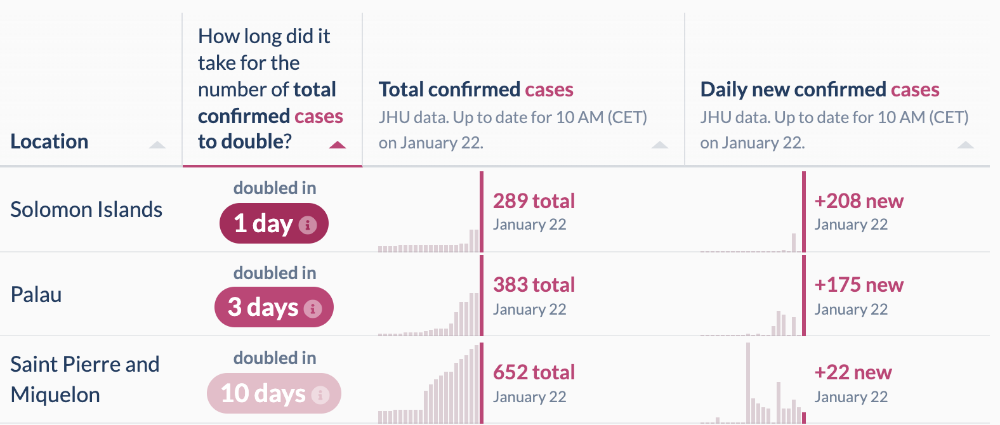 Location
How long did it
take for the
number of total
confirmed cases
to double?
Total confirmed cases
JHU data. Up to date for 10 AM (CET)
on January 22.
Daily new confirmed cases
JHU data. Up to date for 10 AM (CET)
on January 22.
Solomon Islands
doubled in
1 day i
289 total
January 22
+208 new
January 22
Palau
doubled in
3 days i
383 total
January 22
+175 new
January 22
Saint Pierre and
Miquelon
doubled in
10 days i
652 total
January 22
+22 new
January 22